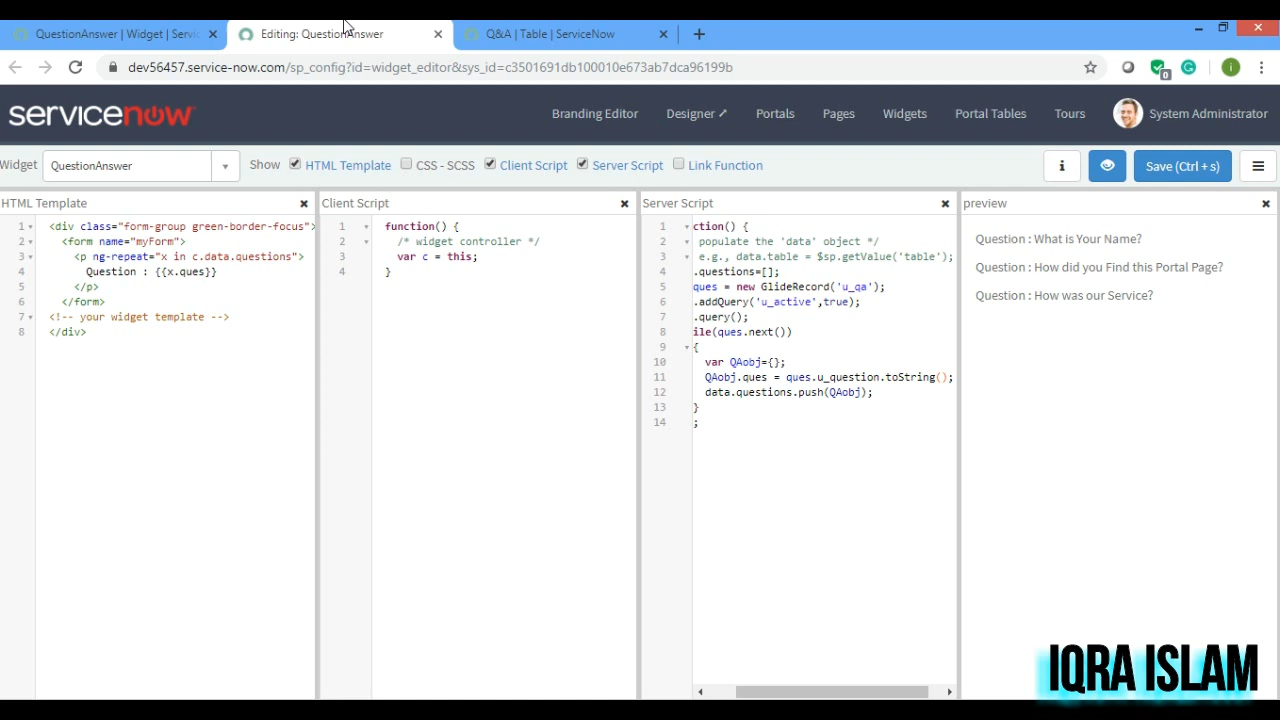 QuestionAnswer | Widget | Servic
Editing: QuestionAnswer
Q&A | Table | ServiceNow
dev56457.service-now.com/sp_config?id=widget_editor&sys_id=c3501691db100010e673ab7dca96199b
0
i
servicenow
Branding Editor
Designer
Portals
Pages
Widgets
Portal Tables
Tours
System Administrator
Widget
QuestionAnswer
Show
HTML Template
CSS - SCSS
Client Script
Server Script
Link Function
i
Save (Ctrl + s)
HTML Template
1 <div class="form-group green-border-focus">
2 <form name="myForm">
3 <p ng-repeat="x in c.data.questions">
4 Question : {{x.ques}}
5 </p>
6 </form>
7 <!-- your widget template -->
8 </div>
Client Script
1 function() {
2 /* widget controller */
3 var c = this;
4 }
Server Script
1 ction() {
2 populate the 'data' object */
3 e.g., data.table = $sp.getValue('table');
4 .questions=[];
5 ques = new GlideRecord('u_qa');
6 .addQuery('u_active',true);
7 .query();
8 ile(ques.next())
9 {
10 var QAobj={};
11 QAobj.ques = ques.u_question.toString();
12 data.questions.push(QAobj);
13 }
14 ;
preview
Question : What is Your Name?
Question : How did you Find this Portal Page?
Question : How was our Service?
IQRA ISLAM